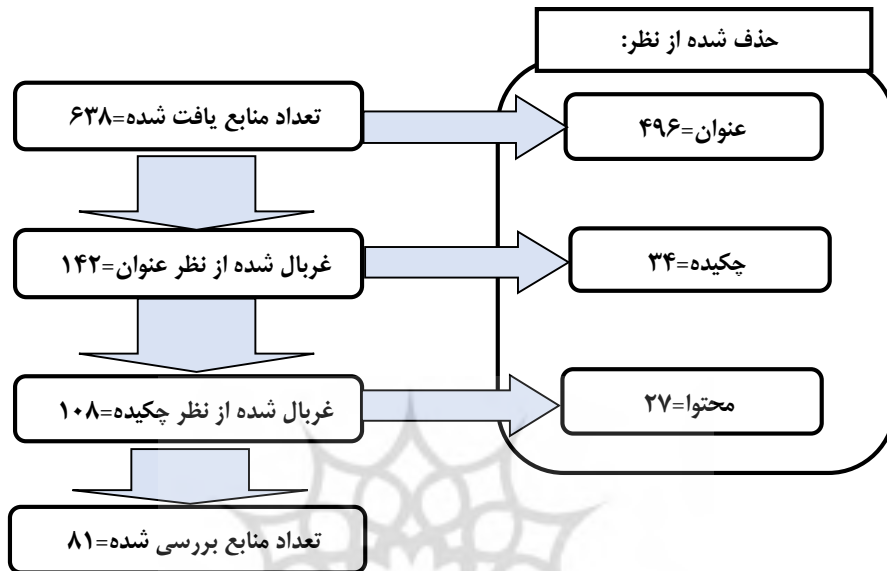 حذف شده از نظر:
تعداد منابع یافت شده=۶۳۸
عنوان=۴۹۶
غربال شده از نظر عنوان=۱۴۲
چکیده=۳۴
غربال شده از نظر چکیده=۱۰۸
محتوا=۲۷
تعداد منابع بررسی شده=۸۱